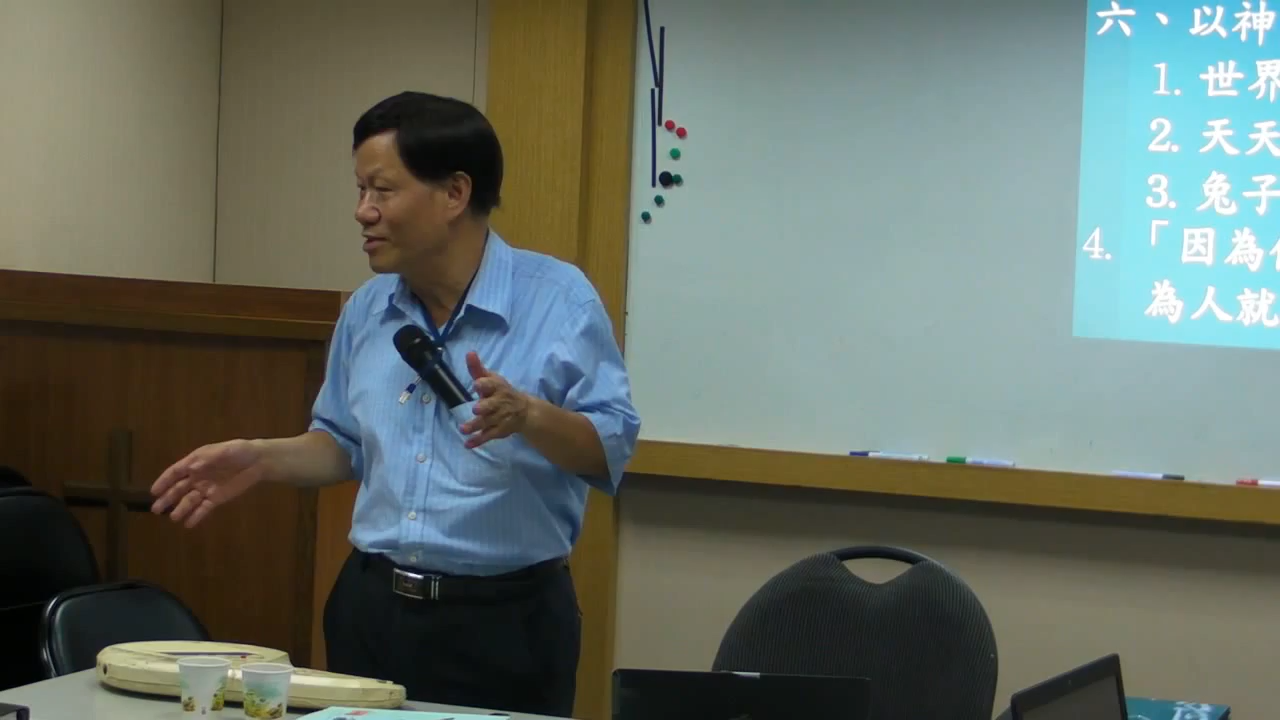 六、以神
1. 世界
2. 天天
3. 兔子
4. 「因為
為人就